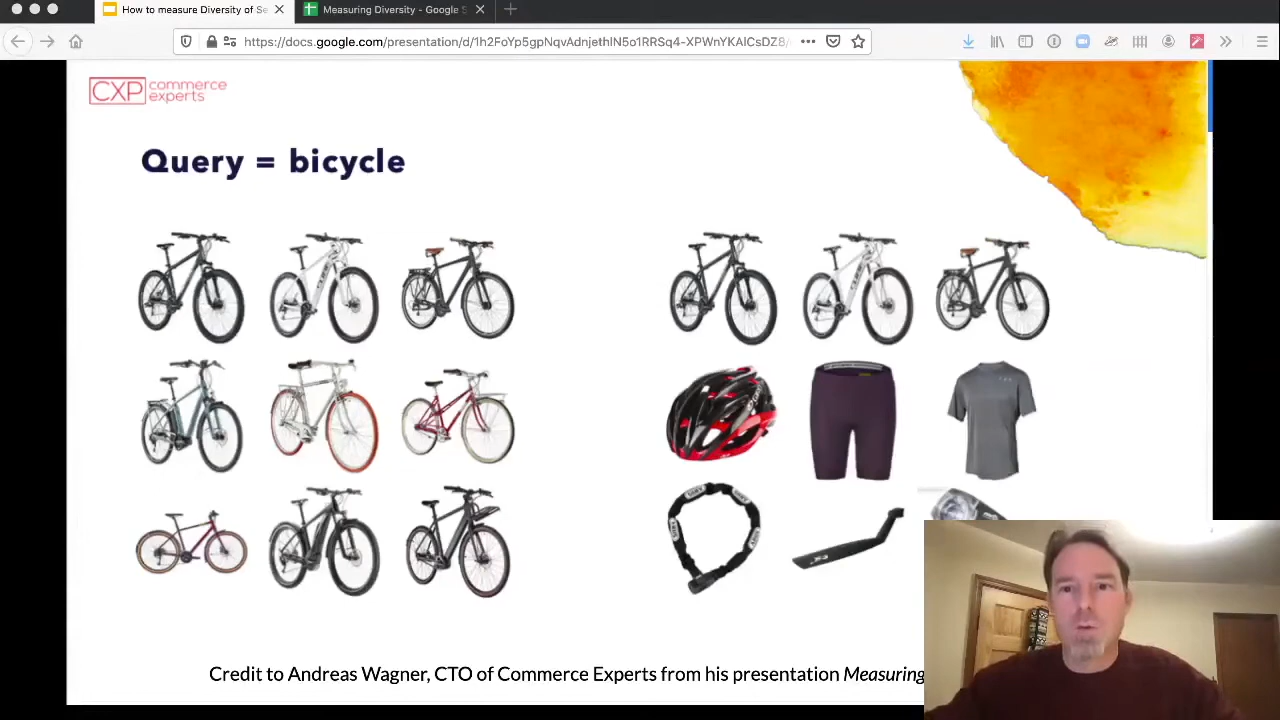 How to measure Diversity of Se
Measuring Diversity - Google S
https://docs.google.com/presentation/d/1h2FoYp5gpNqvAdnjethIN5o1RRSq4-XPWnYKAICsDZ8/
CXP commerce
experts
Query = bicycle
Credit to Andreas Wagner, CTO of Commerce Experts from his presentation Measuring